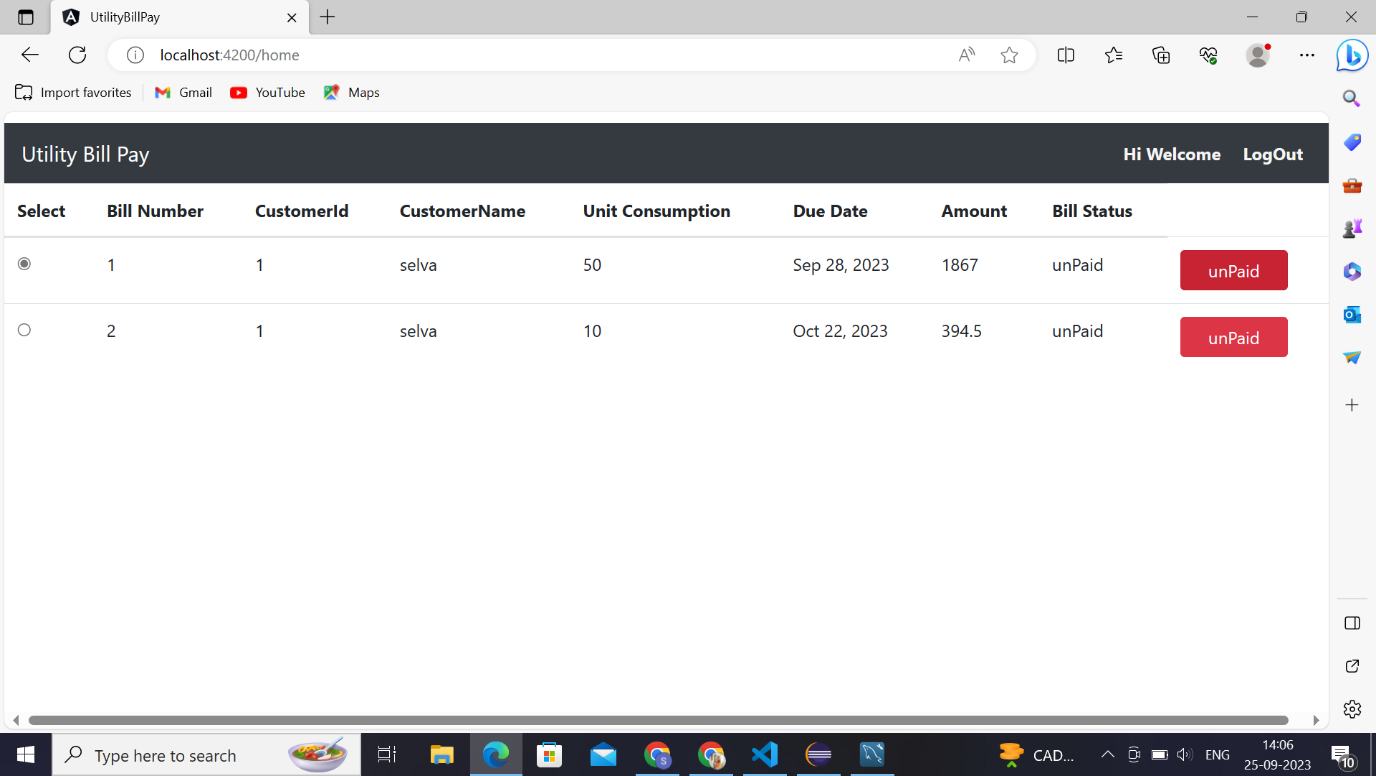 UtilityBillPay
localhost:4200/home
Import favorites Gmail YouTube Maps
Utility Bill Pay Hi Welcome LogOut
Select Bill Number CustomerId CustomerName Unit Consumption Due Date Amount Bill Status
1 1 selva 50 Sep 28, 2023 1867 unPaid unPaid
2 1 selva 10 Oct 22, 2023 394.5 unPaid unPaid
Type here to search CAD... ENG 14:06
25-09-2023 10